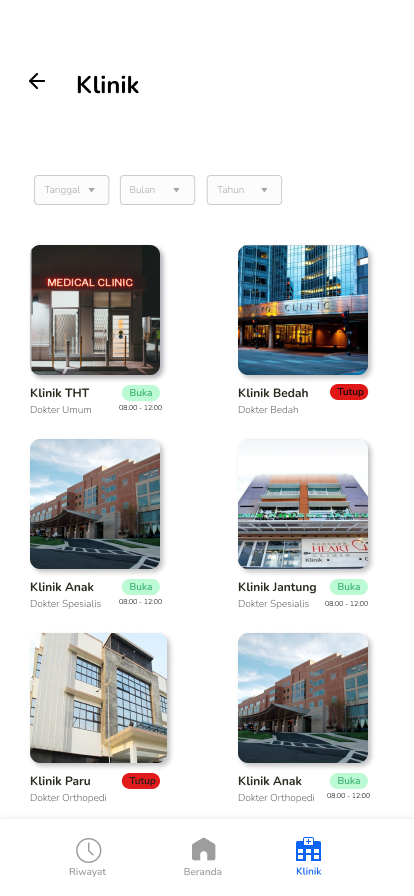 Klinik
Tanggal
Bulan
Tahun
MEDICAL CLINIC
CLINIC
Klinik THT
Buka
Dokter Umum
08:00 - 12:00
Klinik Bedah
Tutup
Dokter Bedah
HEART
Klinik
Klinik Anak
Buka
Dokter Spesialis
08:00 - 12:00
Klinik Jantung
Buka
Dokter Spesialis
08:00 - 12:00
Klinik Paru
Tutup
Dokter Orthopedi
Klinik Anak
Buka
Dokter Orthopedi
08:00 - 12:00
Riwayat
Beranda
Klinik